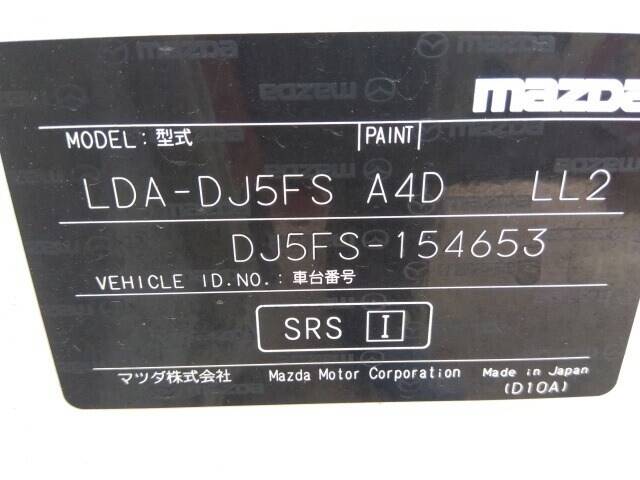 mazda
MODEL: 型式 PAINT
LDA-DJ5FS A4D LL2
DJ5FS-154653
VEHICLE ID.NO.: 車台番号
SRS I
マツダ株式会社 Mazda Motor Corporation Made in Japan
(D10A)